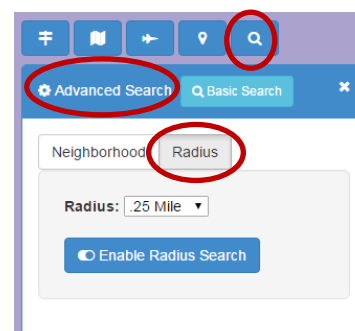 Advanced Search Basic Search
Neighborhood Radius
Radius: .25 Mile
Enable Radius Search